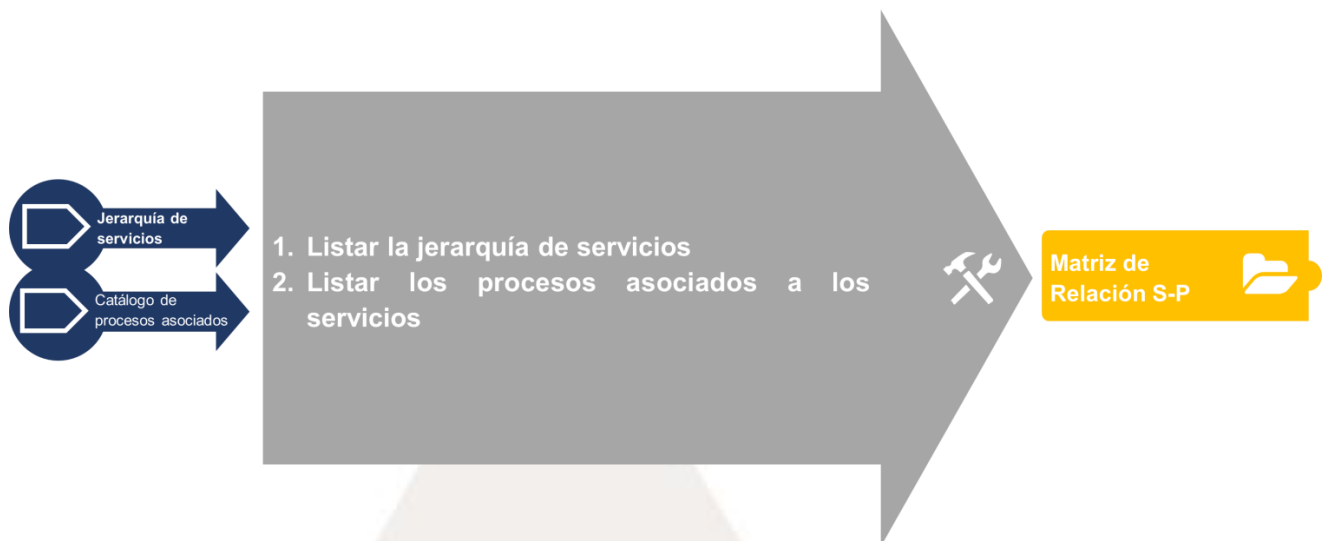 Jerarquía de
servicios
Catálogo de
procesos asociados
1. Listar la jerarquía de servicios
2. Listar los procesos asociados a los
servicios
Matriz de
Relación S-P